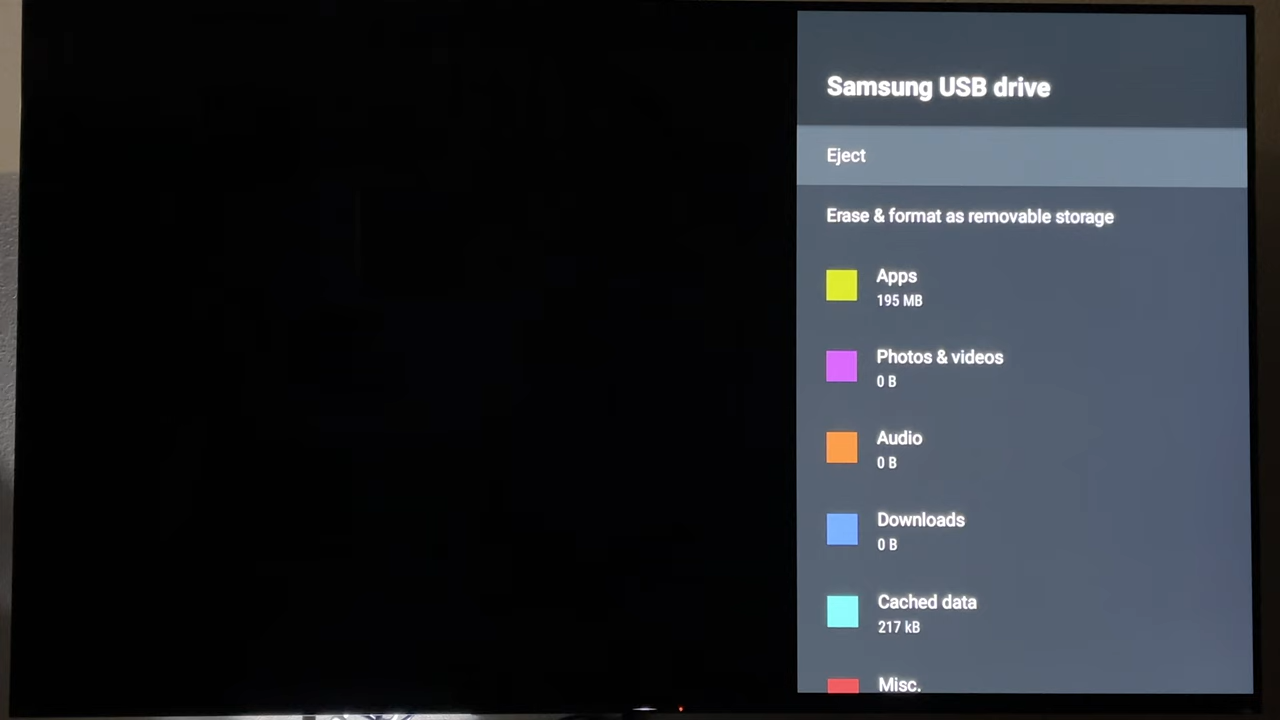 Samsung USB drive
Eject
Erase & format as removable storage
Apps
195 MB
Photos & videos
0 B
Audio
0 B
Downloads
0 B
Cached data
217 kB
Misc.